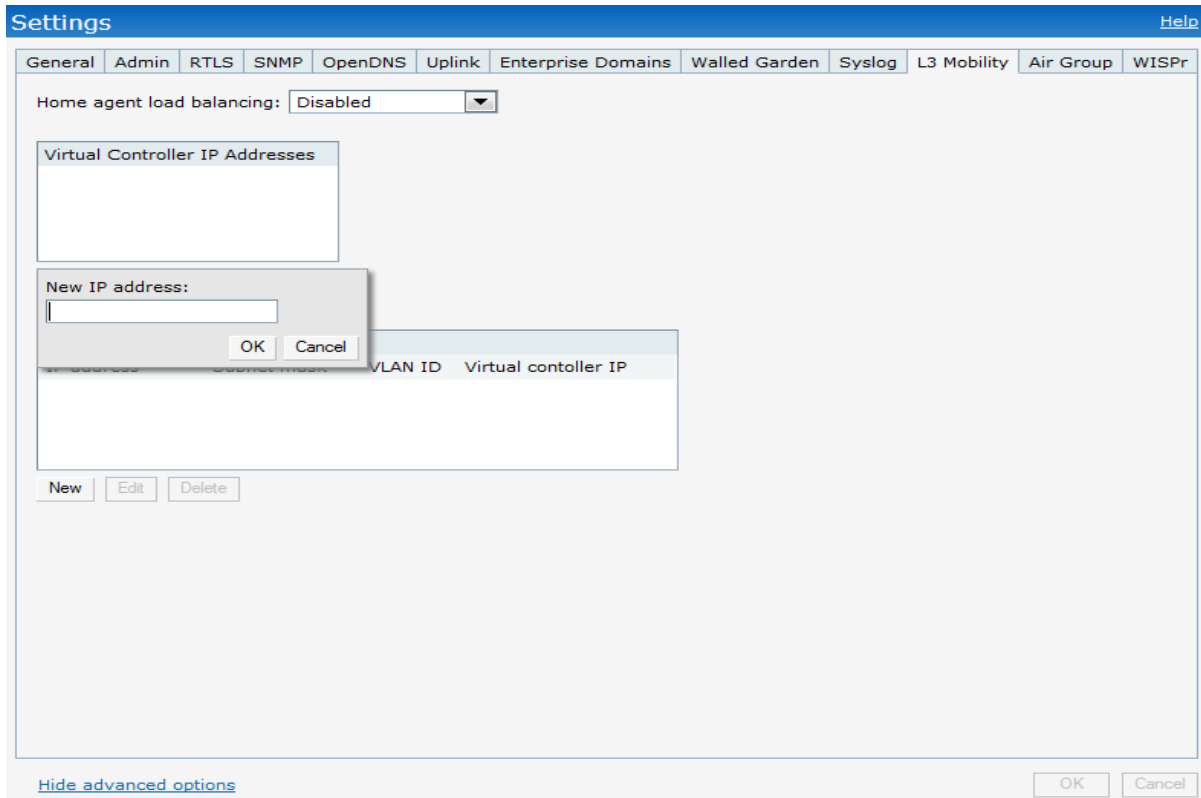 Settings
Help
General Admin RTLS SNMP OpenDNS Uplink Enterprise Domains Walled Garden Syslog L3 Mobility Air Group WISPr
Home agent load balancing: Disabled
Virtual Controller IP Addresses
New IP address:
OK Cancel
VLAN ID Virtual contoller IP
New Edit Delete
Hide advanced options
OK Cancel